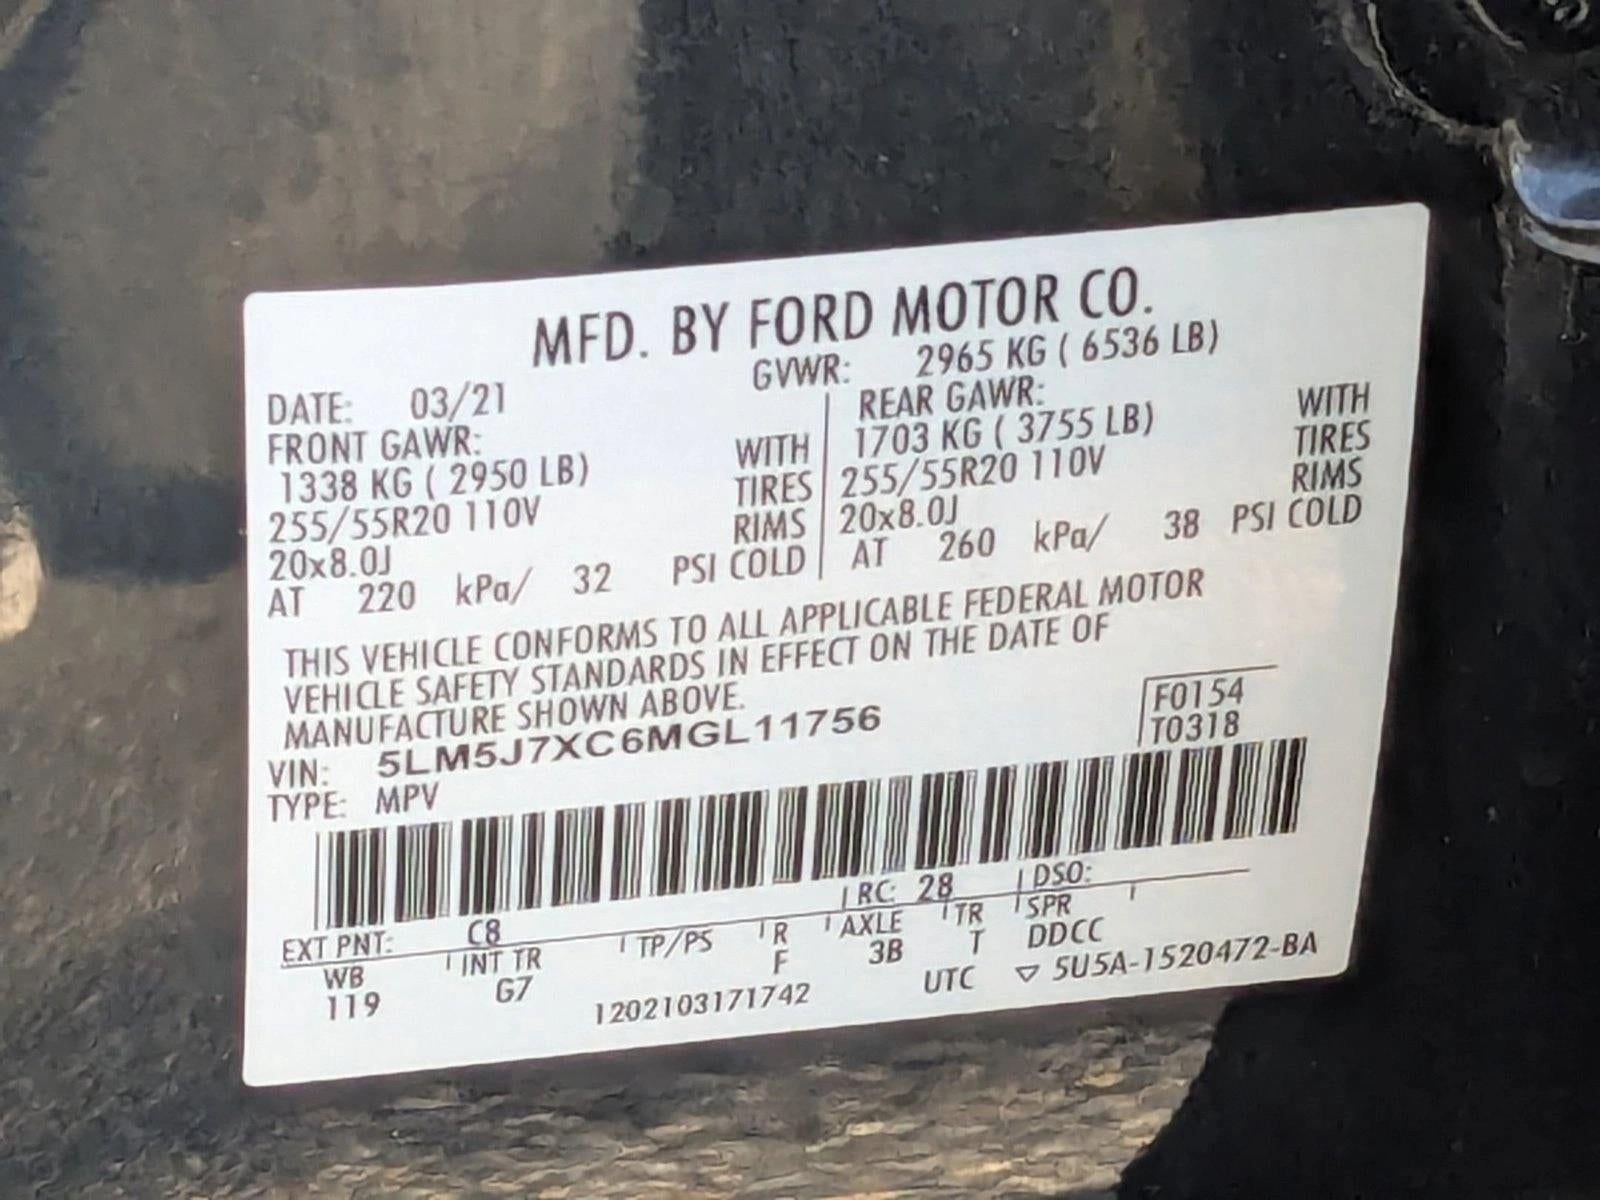 MFD. BY FORD MOTOR CO.
DATE: 03/21 GVWR: 2965 KG ( 6536 LB)
FRONT GAWR: REAR GAWR:
1338 KG ( 2950 LB) WITH 1703 KG ( 3755 LB) WITH
255/55R20 110V TIRES 255/55R20 110V TIRES
20x8.0J RIMS 20x8.0J RIMS
AT 220 kPa/ 32 PSI COLD AT 260 kPa/ 38 PSI COLD
THIS VEHICLE CONFORMS TO ALL APPLICABLE FEDERAL MOTOR
VEHICLE SAFETY STANDARDS IN EFFECT ON THE DATE OF
MANUFACTURE SHOWN ABOVE.
VIN: 5LM5J7XC6MGL11756 F0154
TYPE: MPV T0318
EXT PNT: C8 RC: 28 DSO:
WB INT TR TP/PS R AXLE TR SPR
119 G7 F 3B T DDCC
1202103171742 UTC ▽ 5U5A-1520472-BA